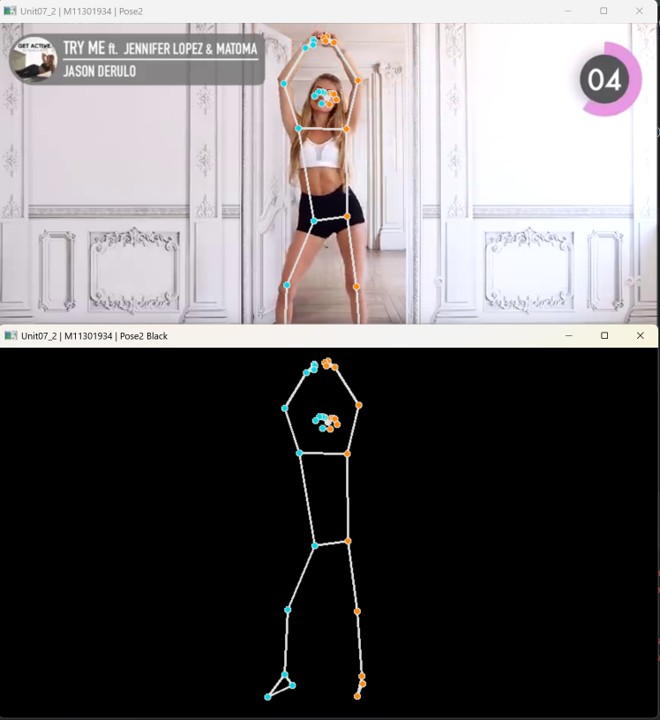 Unit07_2 | M11301934 | Pose2
GET ACTIVE
TRY ME ft. JENNIFER LOPEZ & MATOMA
JASON DERULO
04
Unit07_2 | M11301934 | Pose2 Black